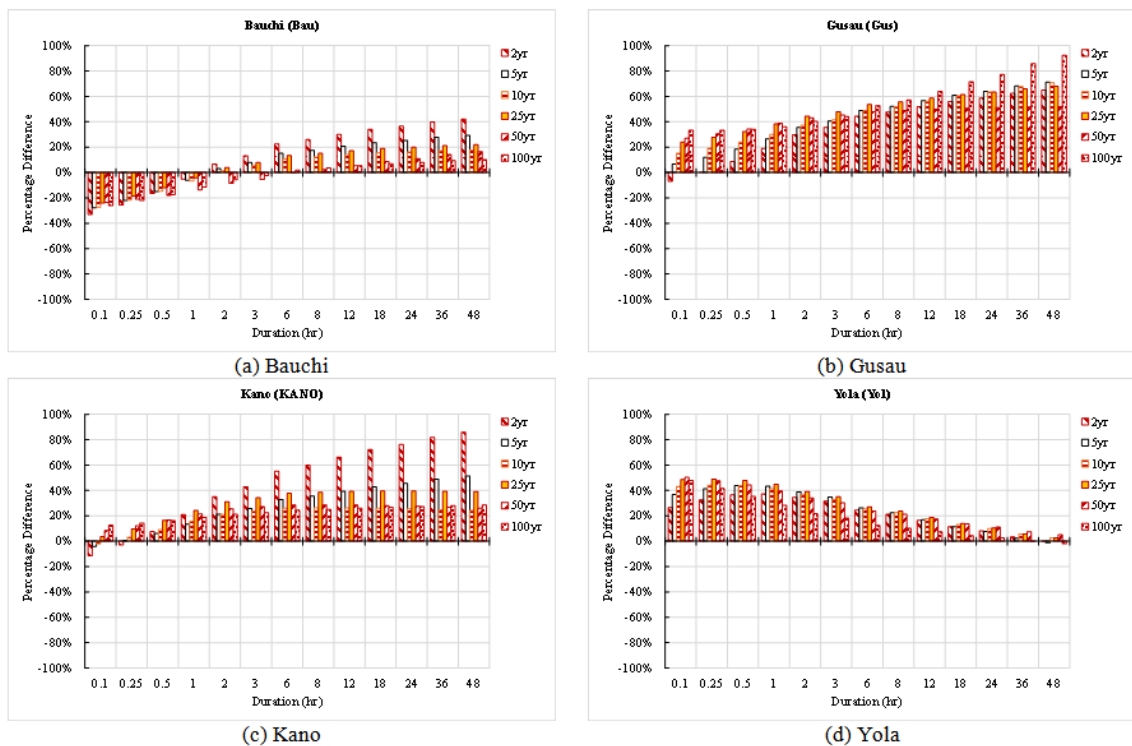 Bauchi (Bau)
100%
80%
60%
40%
20%
0%
-20%
-40%
-60%
-80%
-100%
Percentage Difference
2yr
5yr
10yr
25yr
50yr
100yr
0.1 0.25 0.5 1 2 3 6 8 12 18 24 36 48
Duration (hr)
(a) Bauchi
Gusau (Gus)
100%
80%
60%
40%
20%
0%
-20%
-40%
-60%
-80%
-100%
Percentage Difference
2yr
5yr
10yr
25yr
50yr
100yr
0.1 0.25 0.5 1 2 3 6 8 12 18 24 36 48
Duration (hr)
(b) Gusau
Kano (KANO)
100%
80%
60%
40%
20%
0%
-20%
-40%
-60%
-80%
-100%
Percentage Difference
2yr
5yr
10yr
25yr
50yr
100yr
0.1 0.25 0.5 1 2 3 6 8 12 18 24 36 48
Duration (hr)
(c) Kano
Yola (Yol)
100%
80%
60%
40%
20%
0%
-20%
-40%
-60%
-80%
-100%
Percentage Difference
2yr
5yr
10yr
25yr
50yr
100yr
0.1 0.25 0.5 1 2 3 6 8 12 18 24 36 48
Duration (hr)
(d) Yola